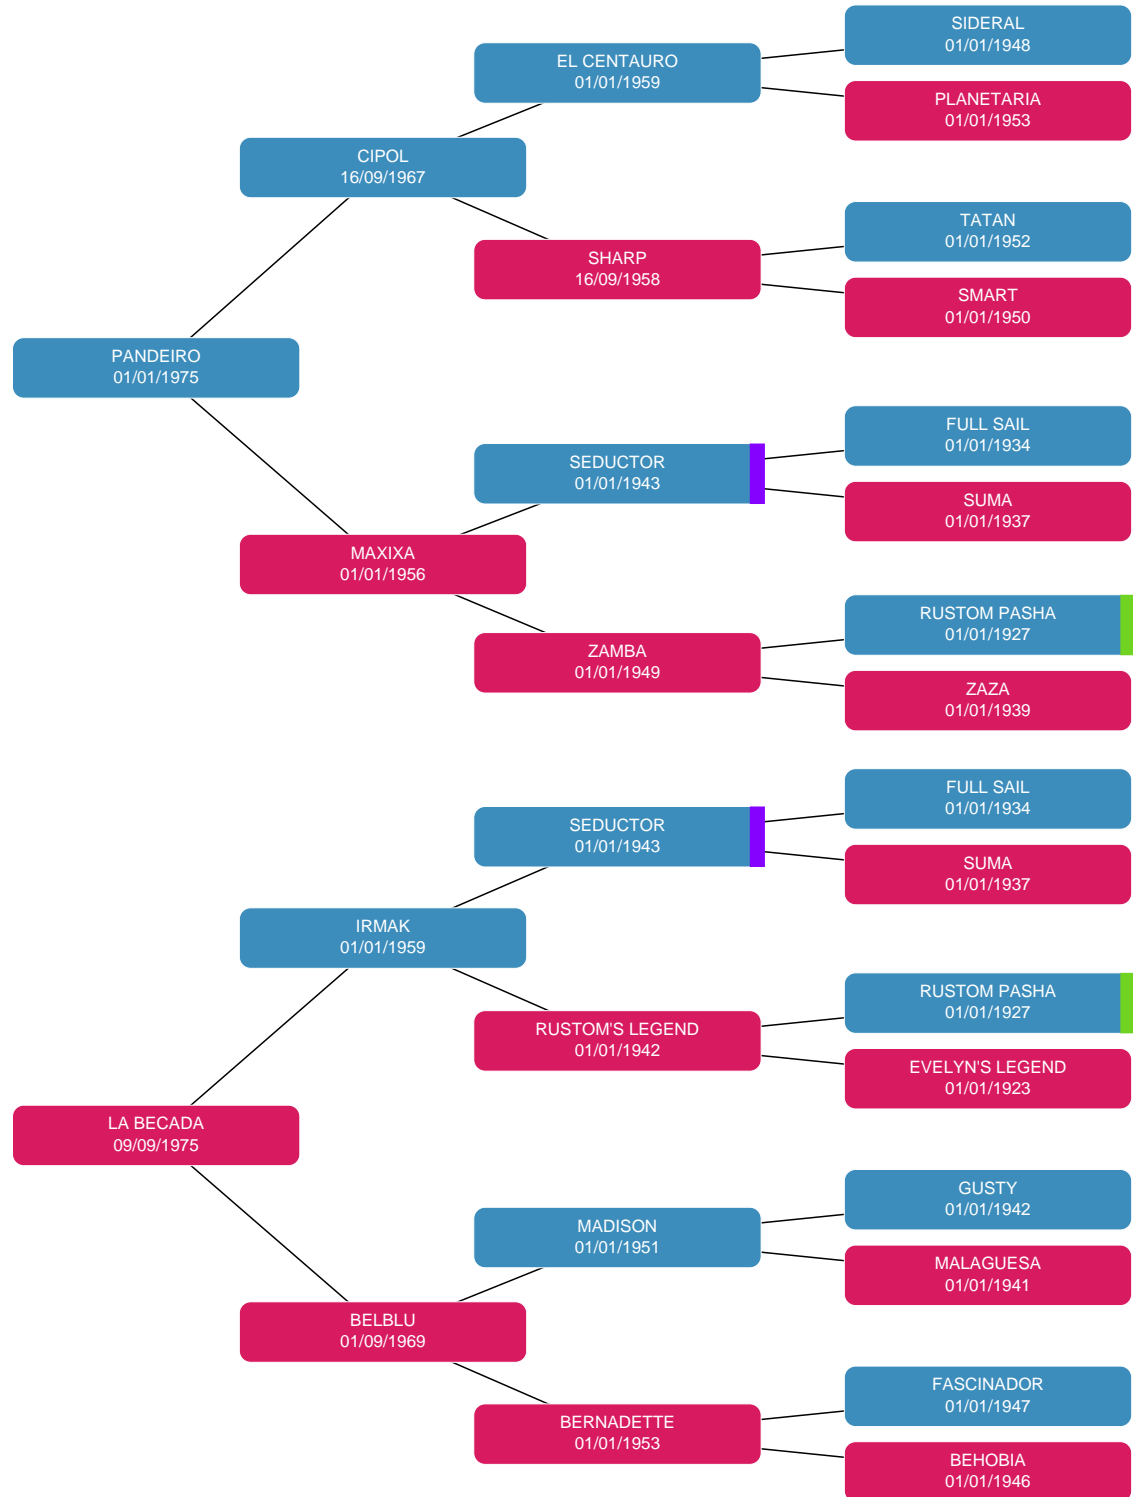 SIDERAL
01/01/1948
EL CENTAURO
01/01/1959
PLANETARIA
01/01/1953
CIPOL
16/09/1967
TATAN
01/01/1952
SHARP
16/09/1958
SMART
01/01/1950
PANDEIRO
01/01/1975
FULL SAIL
01/01/1934
SEDUCTOR
01/01/1943
SUMA
01/01/1937
MAXIXA
01/01/1956
RUSTOM PASHA
01/01/1927
ZAMBA
01/01/1949
ZAZA
01/01/1939
FULL SAIL
01/01/1934
SEDUCTOR
01/01/1943
SUMA
01/01/1937
IRMAK
01/01/1959
RUSTOM PASHA
01/01/1927
RUSTOM'S LEGEND
01/01/1942
EVELYN'S LEGEND
01/01/1923
LA BECADA
09/09/1975
GUSTY
01/01/1942
MADISON
01/01/1951
MALAGUESA
01/01/1941
BELBLU
01/09/1969
FASCINADOR
01/01/1947
BERNADETTE
01/01/1953
BEHOBIA
01/01/1946